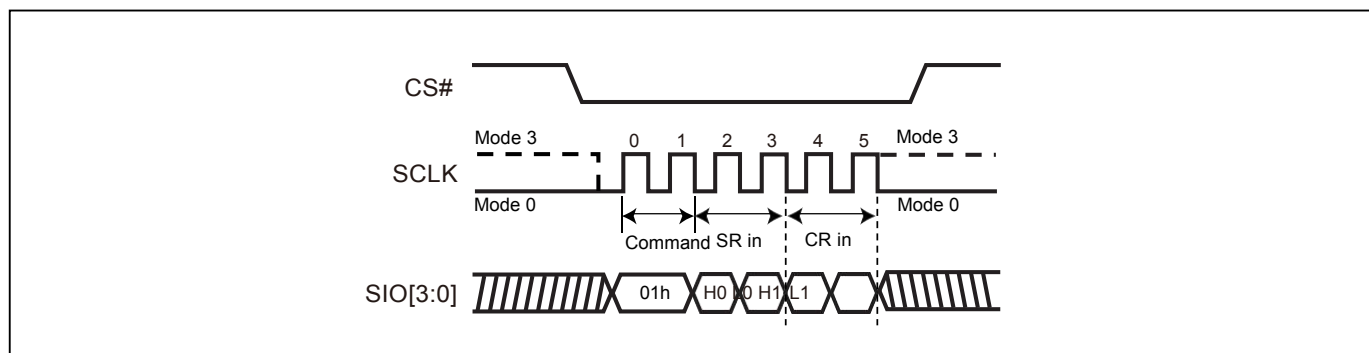 CS#
Mode 3 0 1 2 3 4 5 Mode 3
SCLK
Mode 0 Mode 0
Command SR in CR in
SIO[3:0] 01h H0 L0 H1 L1